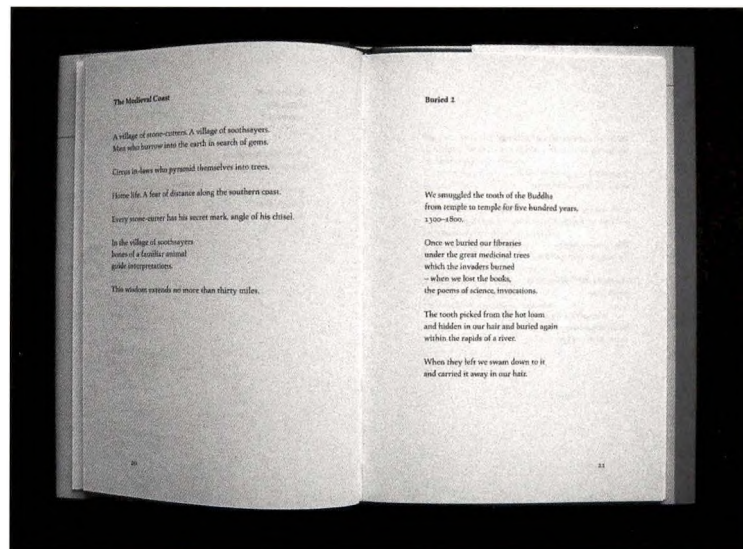 The Medieval Coast
A village of stone-cutters. A village of soothsayers.
Men who burrow into the earth in search of gems.
Circus in-laws who pyramid themselves into trees.
Home life. A fear of distance along the southern coast.
Every stone-cutter has his secret mark, angle of his chisel.
In the village of soothsayers
bones of a familiar animal
guide interpretations.
This wisdom extends no more than thirty miles.
20
Buried 2
We smuggled the tooth of the Buddha
from temple to temple for five hundred years,
1300–1800.
Once we buried our libraries
under the great medicinal trees
which the invaders burned
– when we lost the books,
the poems of science, invocations.
The tooth picked from the hot loam
and hidden in our hair and buried again
within the rapids of a river.
When they left we swam down to it
and carried it away in our hair.
21